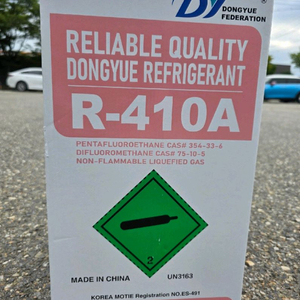 DY
DONGYUE
FEDERATION
RELIABLE QUALITY
DONGYUE REFRIGERANT
R-410A
PENTAFLUOROETHANE CAS# 354-33-6
DIFLUOROMETHANE CAS# 75-10-5
NON-FLAMMABLE LIQUEFIED GAS
2
MADE IN CHINA
UN3163
KOREA MOTIE Registration NO.ES-401